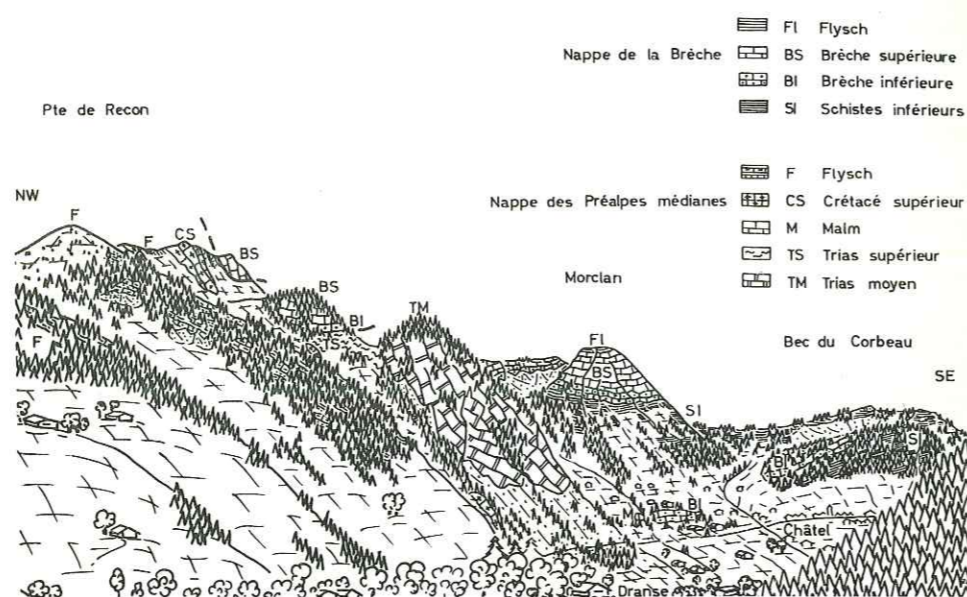 Fl Flysch
Nappe de la Brèche BS Brèche supérieure
BI Brèche inférieure
SI Schistes inférieurs
Pte de Recon
F Flysch
Nappe des Préalpes médianes CS Crétacé supérieur
M Malm
TS Trias supérieur
TM Trias moyen
NW
Morclan
Bec du Corbeau
SE
F
F
CS
BS
BS
BI
TS
TM
F
Fl
BS
SI
BI
S
M
BI
Châtel
Dranse